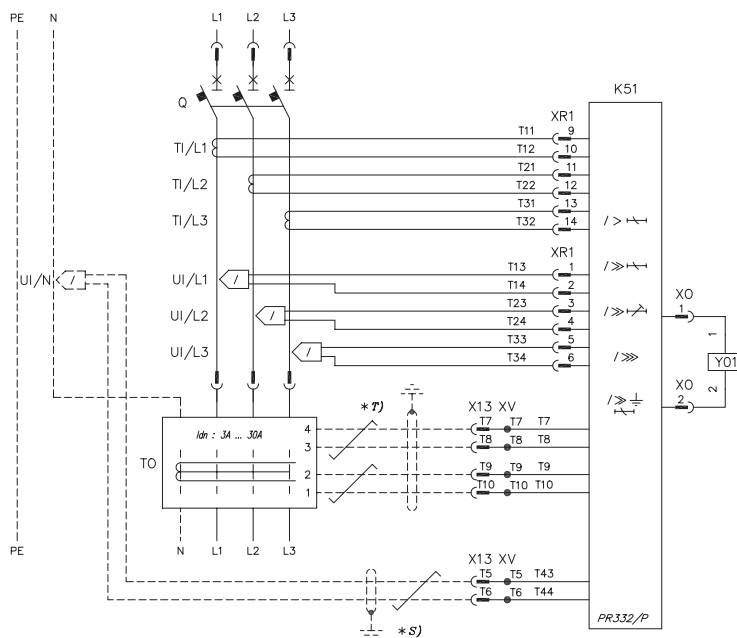 PE N L1 L2 L3
K51
Q
XR1
T11 9
TI/L1 T12 10
T21 11
TI/L2 T22 12
T31 13
TI/L3 T32 14
/ >
XR1
T13 1
/ ≫
UI/N / UI/L1 / T14 2
T23 3
X0
1
UI/L2 / T24 4
/ ≫
T33 5
UI/L3 / T34 6
/ ⋙
1
Y01
2
X0
2
/ ≫
*T)
X13 XV
Idn : 3A ... 30A
4 T7 T7 T7
3 T8 T8 T8
TO
2 T9 T9 T9
1 T10 T10 T10
PE N L1 L2 L3
X13 XV
T5 T5 T43
T6 T6 T44
*S)
PR332/P